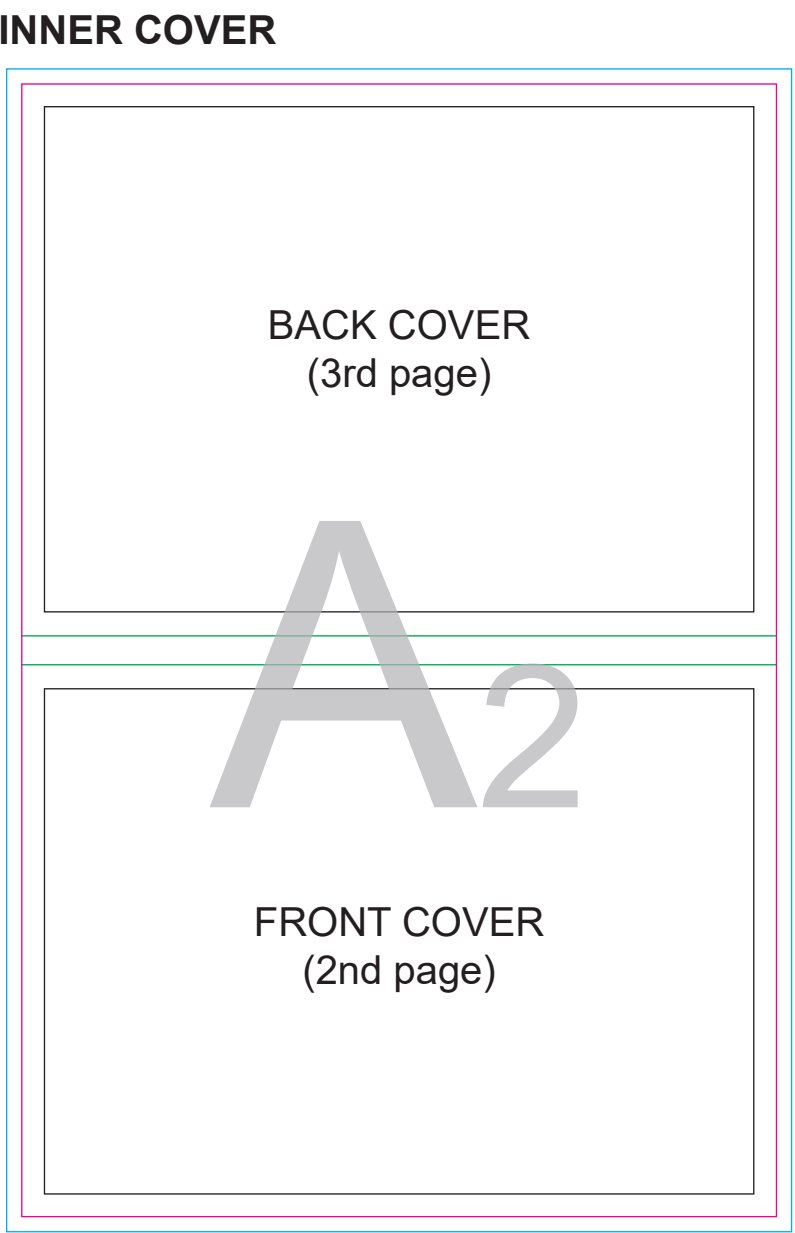 INNER COVER
BACK COVER
(3rd page)
A2
FRONT COVER
(2nd page)